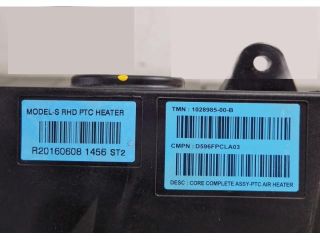 MODEL-S RHD PTC HEATER
R20160608 1456 ST2
TMN : 1028985-00-B
CMPN : D596FPCLA03
DESC : CORE COMPLETE ASSY-PTC AIR HEATER